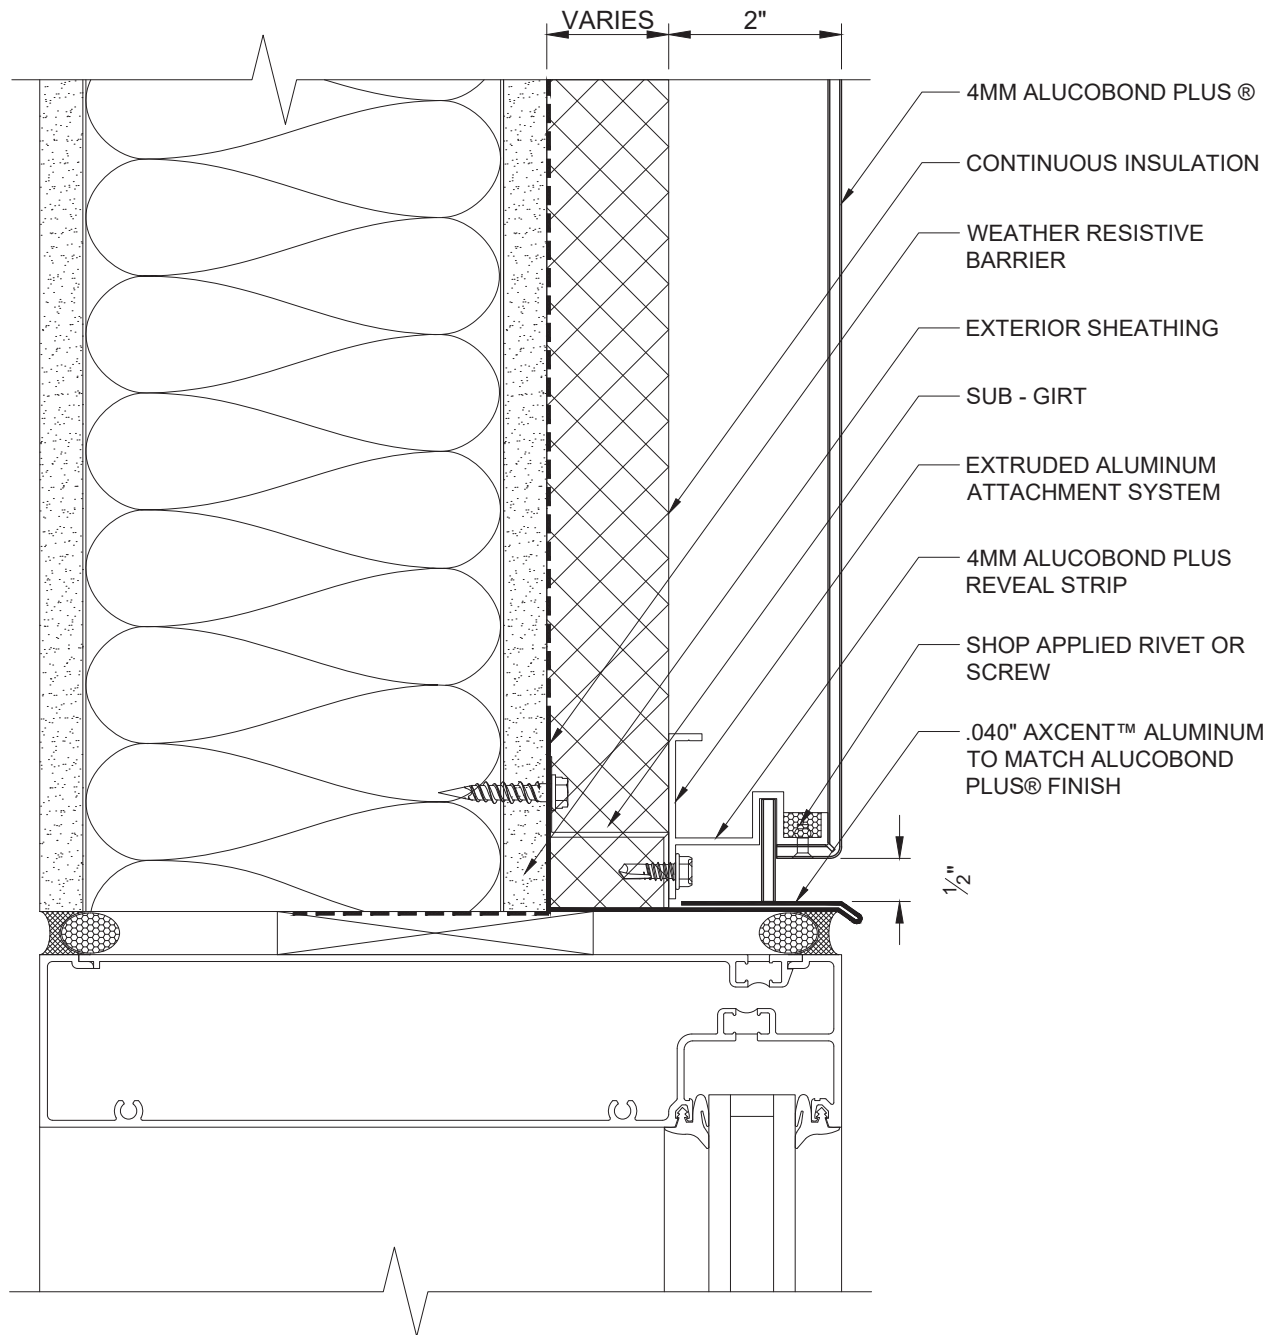 VARIES
2"
4MM ALUCOBOND PLUS ®
CONTINUOUS INSULATION
WEATHER RESISTIVE
BARRIER
EXTERIOR SHEATHING
SUB - GIRT
EXTRUDED ALUMINUM
ATTACHMENT SYSTEM
4MM ALUCOBOND PLUS
REVEAL STRIP
SHOP APPLIED RIVET OR
SCREW
.040" AXCENT™ ALUMINUM
TO MATCH ALUCOBOND
PLUS® FINISH
½"